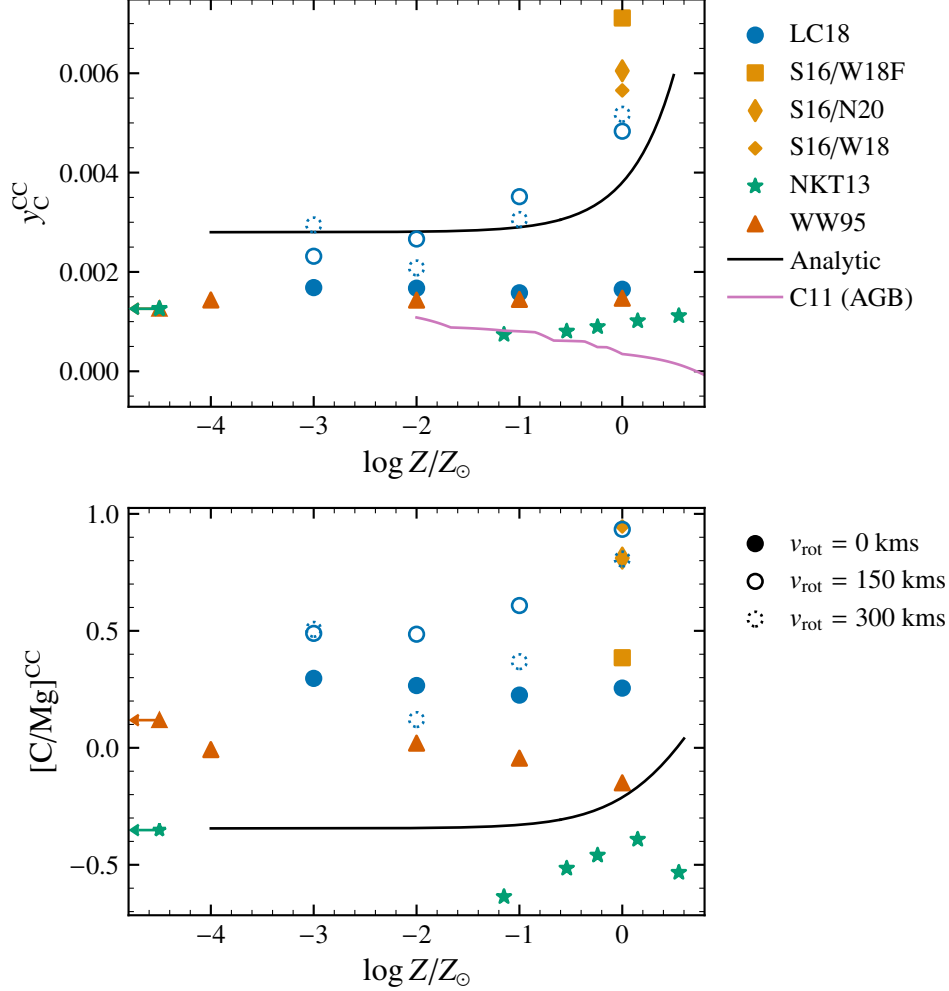 0.006
0.004
0.002
0.000
y_C^CC
−4 −3 −2 −1 0
log Z/Z⊙
LC18
S16/W18F
S16/N20
S16/W18
NKT13
WW95
Analytic
C11 (AGB)
1.0
0.5
0.0
−0.5
[C/Mg]^CC
−4 −3 −2 −1 0
log Z/Z⊙
v_rot = 0 kms
v_rot = 150 kms
v_rot = 300 kms